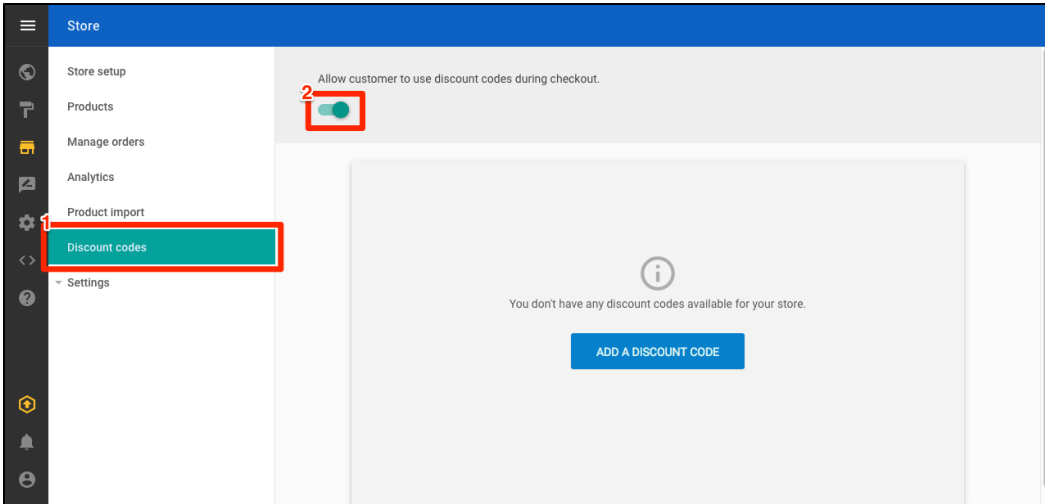 Store
Store setup
Products
Manage orders
Analytics
Product import
1
Discount codes
Settings
Allow customer to use discount codes during checkout.
2
You don't have any discount codes available for your store.
ADD A DISCOUNT CODE